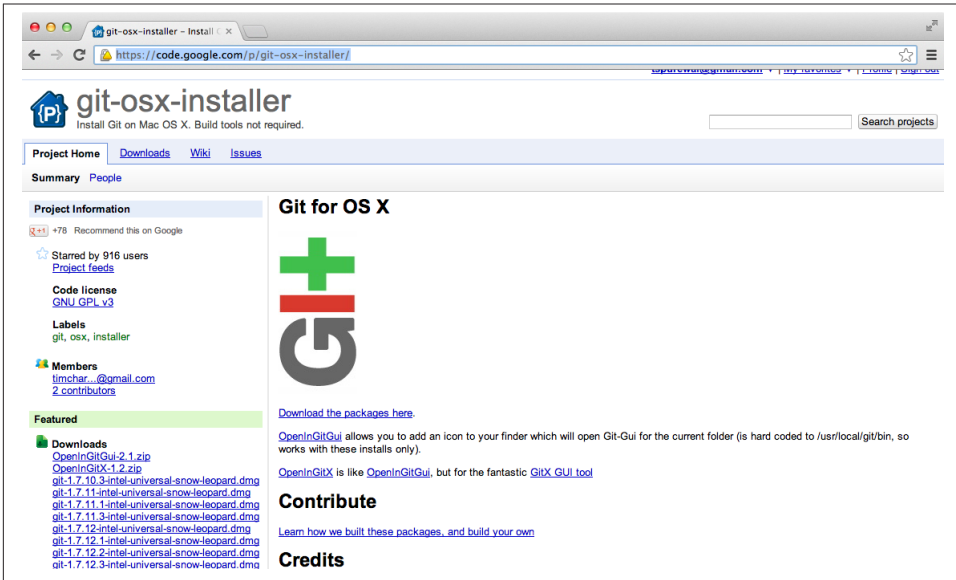 git-osx-installer – Install
https://code.google.com/p/git-osx-installer/
tspurewal@gmail.com ▼ | My favorites ▼ | Profile | Sign out
{P}
git-osx-installer
Install Git on Mac OS X. Build tools not required.
Search projects
Project Home Downloads Wiki Issues
Summary People
Project Information
+1 +78 Recommend this on Google
Starred by 916 users
Project feeds
Code license
GNU GPL v3
Labels
git, osx, installer
Members
timchar...@gmail.com
2 contributors
Featured
Downloads
OpenInGitGui-2.1.zip
OpenInGitX-1.2.zip
git-1.7.10.3-intel-universal-snow-leopard.dmg
git-1.7.11-intel-universal-snow-leopard.dmg
git-1.7.11.1-intel-universal-snow-leopard.dmg
git-1.7.11.3-intel-universal-snow-leopard.dmg
git-1.7.12-intel-universal-snow-leopard.dmg
git-1.7.12.1-intel-universal-snow-leopard.dmg
git-1.7.12.2-intel-universal-snow-leopard.dmg
git-1.7.12.3-intel-universal-snow-leopard.dmg
Git for OS X
GIt
Download the packages here.
OpenInGitGui allows you to add an icon to your finder which will open Git-Gui for the current folder (is hard coded to /usr/local/git/bin, so
works with these installs only).
OpenInGitX is like OpenInGitGui, but for the fantastic GitX GUI tool
Contribute
Learn how we built these packages, and build your own
Credits